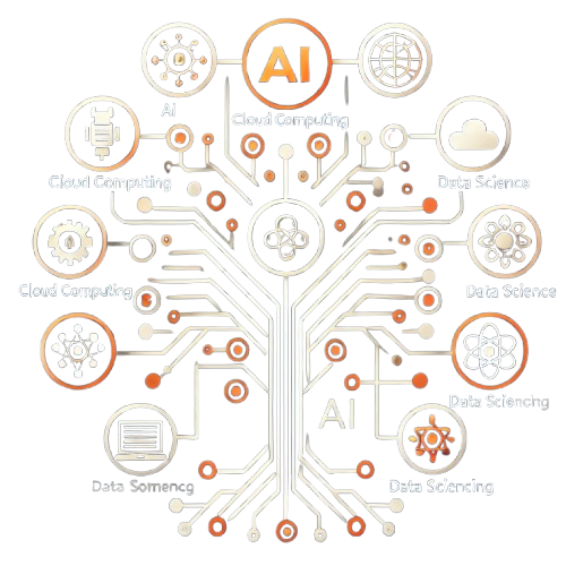 AI
AI
Cloud Computing
Cloud Computing
Data Science
Cloud Computing
Data Science
Data Sciencing
AI
Data Somencg
Data Sciencing